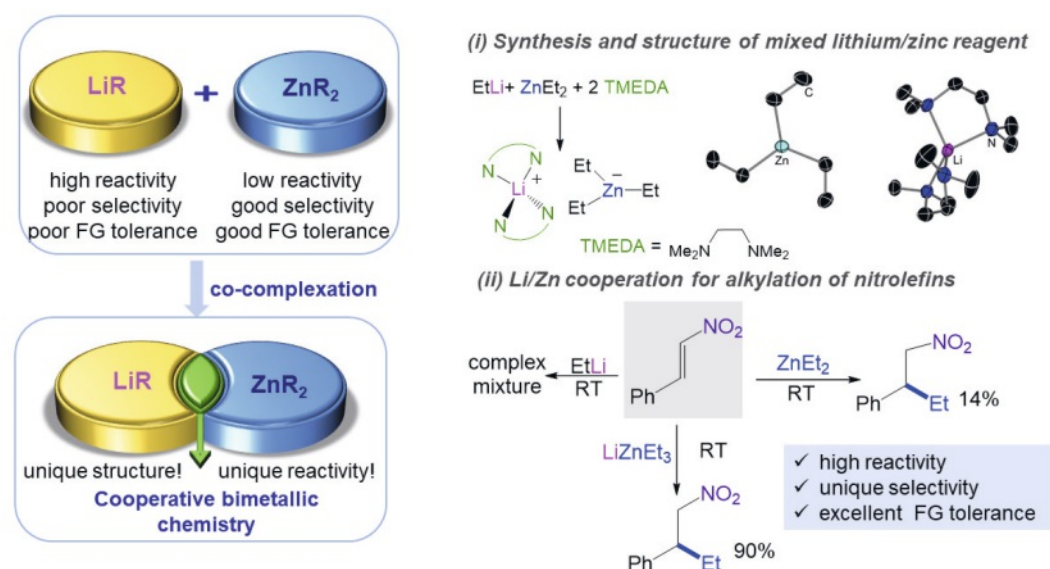 LiR
+
ZnR2
high reactivity
poor selectivity
poor FG tolerance
low reactivity
good selectivity
good FG tolerance
co-complexation
LiR
ZnR2
unique structure!
unique reactivity!
Cooperative bimetallic
chemistry
(i) Synthesis and structure of mixed lithium/zinc reagent
EtLi+ ZnEt2 + 2 TMEDA
N
N
Li
+
N
N
Et
−
Zn
Et
Et
C
Zn
N
Li
TMEDA =
Me2N
NMe2
(ii) Li/Zn cooperation for alkylation of nitrolefins
complex
mixture
EtLi
RT
NO2
Ph
ZnEt2
RT
NO2
Ph
Et
14%
LiZnEt3
RT
NO2
Ph
Et
90%
✓ high reactivity
✓ unique selectivity
✓ excellent FG tolerance